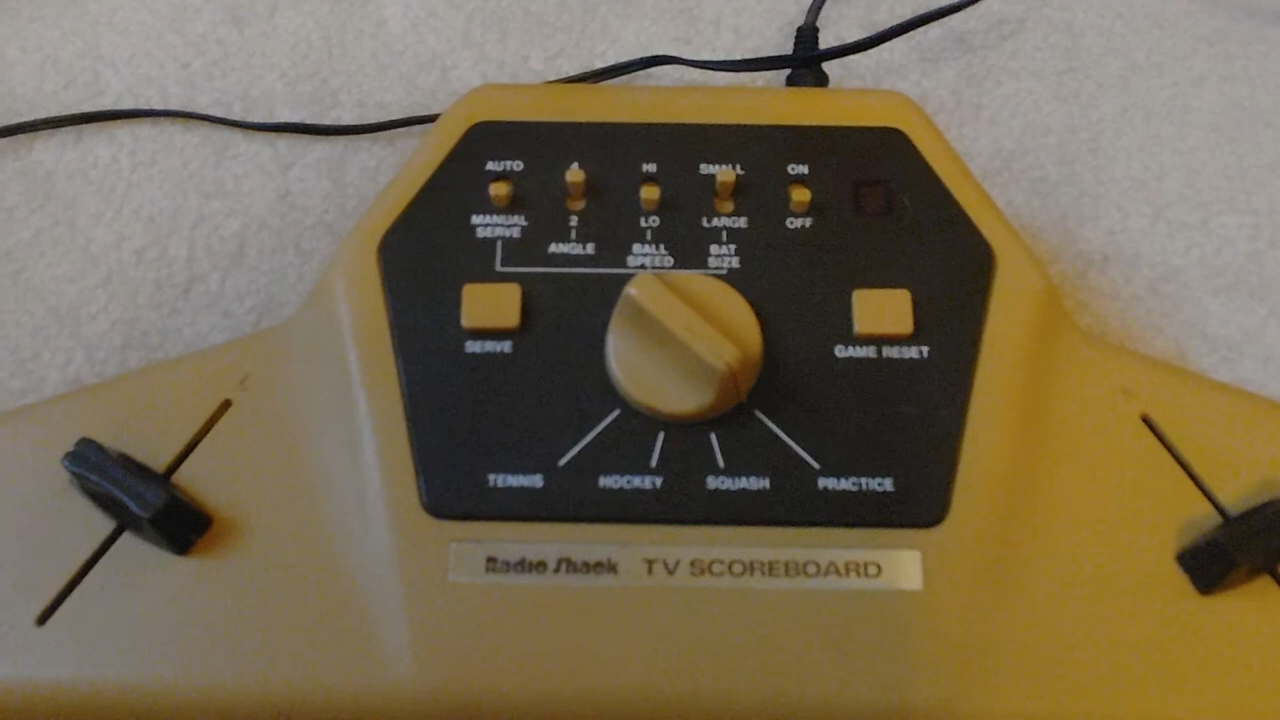 AUTO 4 HI SMALL ON
MANUAL SERVE 2 LO LARGE OFF
ANGLE BALL SPEED BAT SIZE
SERVE GAME RESET
TENNIS HOCKEY SQUASH PRACTICE
Radio Shack TV SCOREBOARD